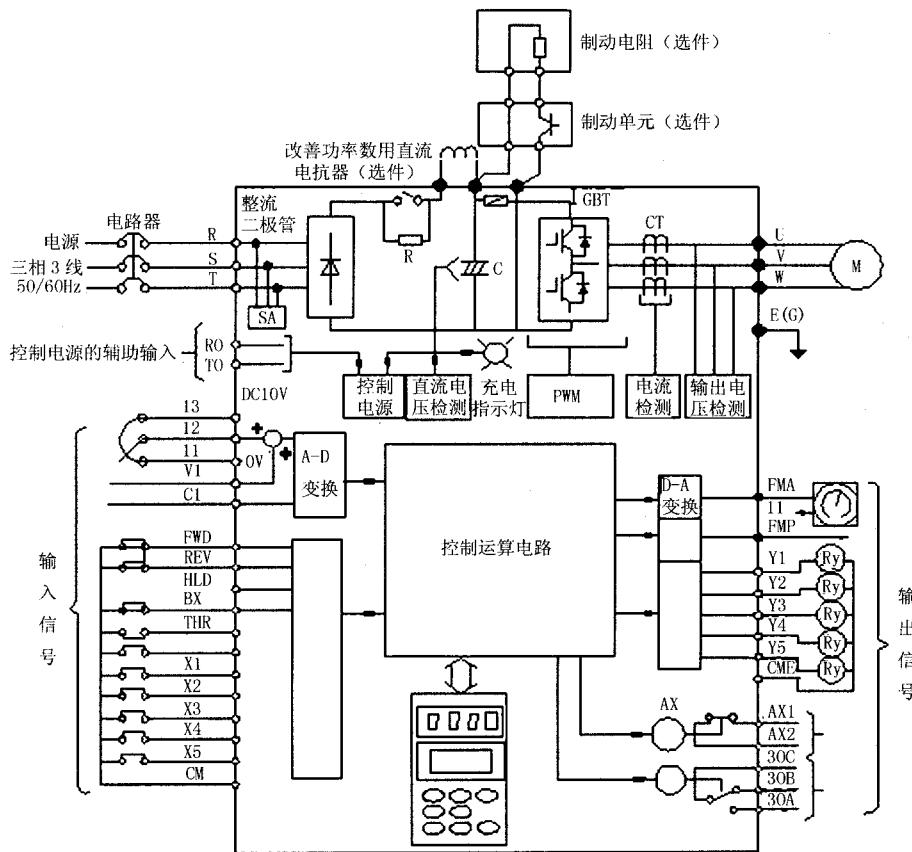 制动电阻（选件）
制动单元（选件）
改善功率数用直流
电抗器（选件）
整流
二极管
GBT
电路器
电源
三相3线
50/60Hz
R
S
T
SA
R
C
CT
U
V
W
M
E(G)
控制电源的辅助输入
RO
TO
控制
电源
直流电
压检测
充电
指示灯
PWM
电流
检测
输出电
压检测
DC10V
13
12
11
V1
C1
0V
+
+
A-D
变换
控制运算电路
D-A
变换
FMA
11
FMP
输入信号
FWD
REV
HLD
BX
THR
X1
X2
X3
X4
X5
CM
Y1
Y2
Y3
Y4
Y5
CME
Ry
Ry
Ry
Ry
Ry
输出信号
0000
AX
AX1
AX2
30C
30B
30A